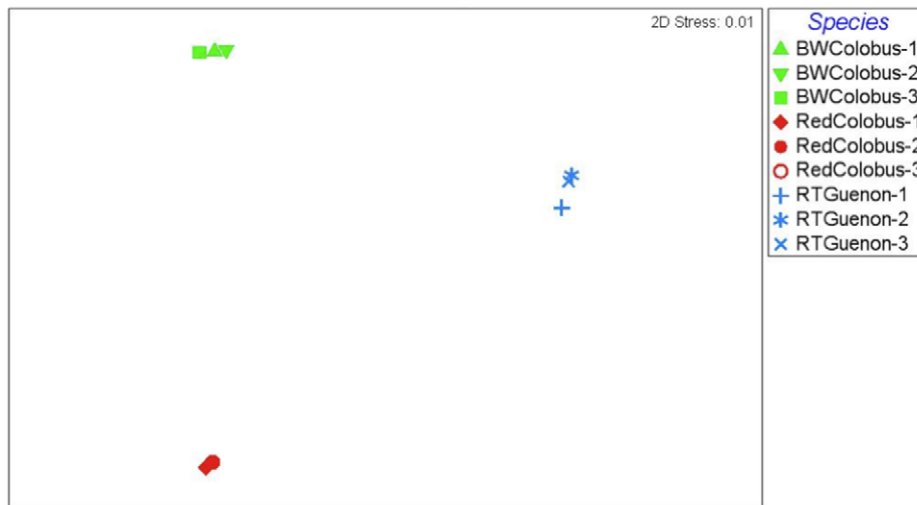 2D Stress: 0.01
Species
BWColobus-1
BWColobus-2
BWColobus-3
RedColobus-1
RedColobus-2
RedColobus-3
RTGuenon-1
RTGuenon-2
RTGuenon-3